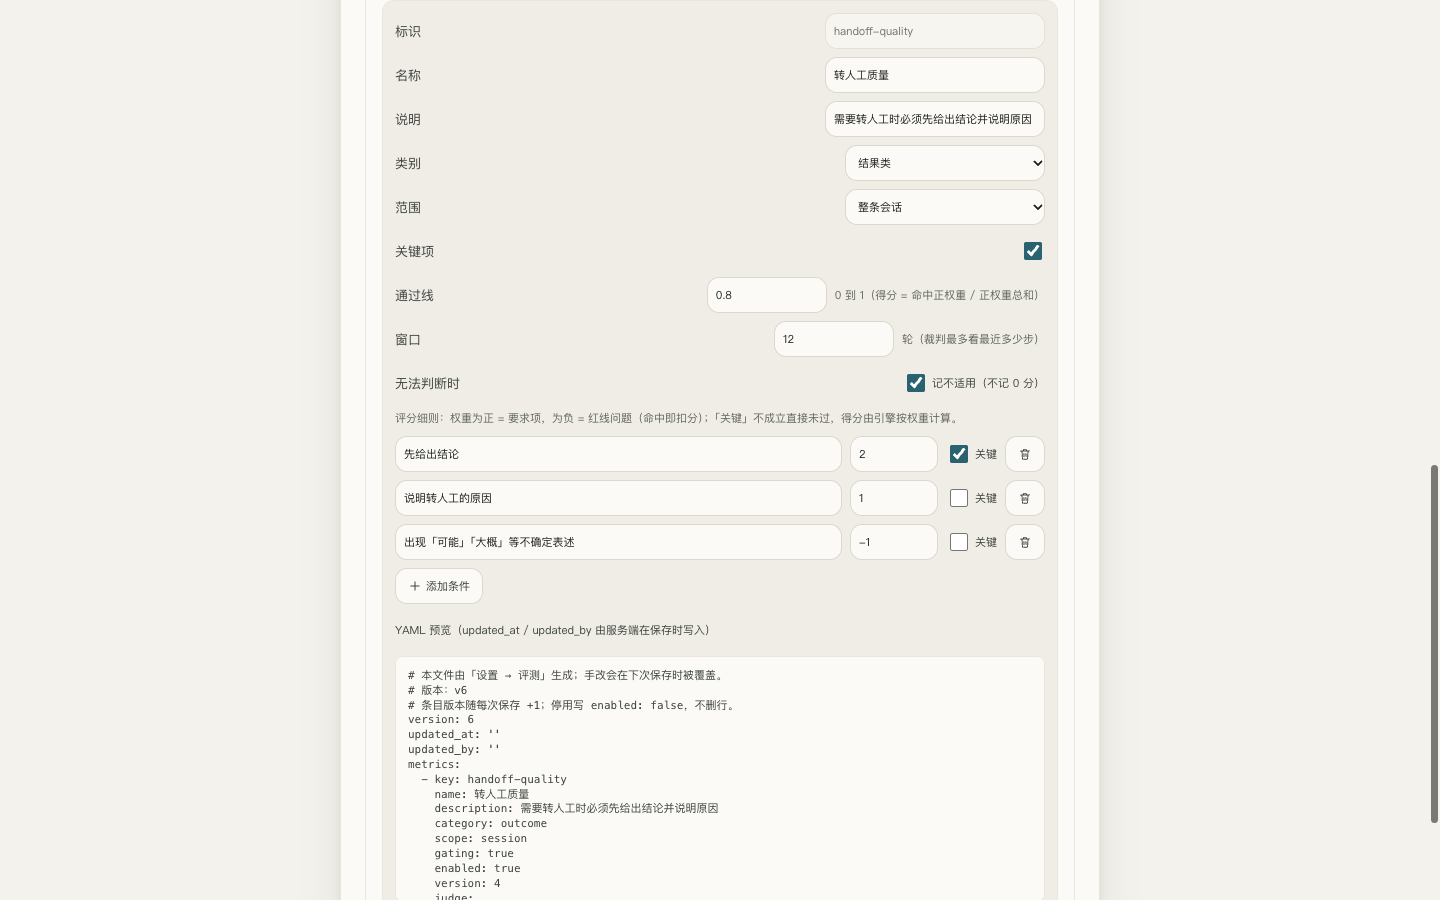 标识
handoff-quality
名称
转人工质量
说明
需要转人工时必须先给出结论并说明原因
类别
结果类
范围
整条会话
关键项
通过线
0.8
0 到 1（得分 = 命中正权重 / 正权重总和）
窗口
12
轮（裁判最多看最近多少步）
无法判断时
记不适用（不记 0 分）
评分细则：权重为正 = 要求项，为负 = 红线问题（命中即扣分）；「关键」不成立直接未过，得分由引擎按权重计算。
先给出结论
2
关键
说明转人工的原因
1
关键
出现「可能」「大概」等不确定表述
-1
关键
+ 添加条件
YAML 预览（updated_at / updated_by 由服务端在保存时写入）
# 本文件由「设置 → 评测」生成；手改会在下次保存时被覆盖。
# 版本：v6
# 条目版本随每次保存 +1；停用写 enabled: false，不删行。
version: 6
updated_at: ''
updated_by: ''
metrics:
- key: handoff-quality
name: 转人工质量
description: 需要转人工时必须先给出结论并说明原因
category: outcome
scope: session
gating: true
enabled: true
version: 4
judge: